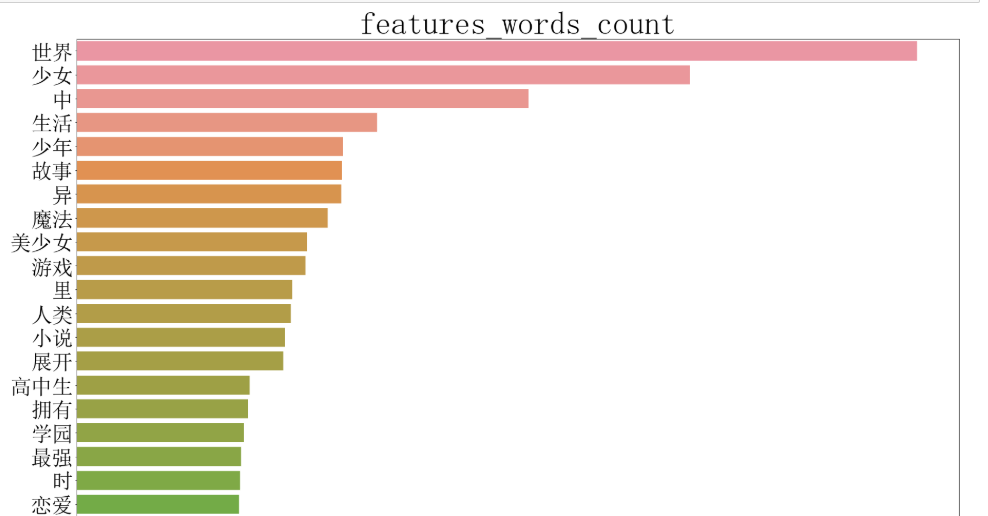 features_words_count
世界
少女
中
生活
少年
故事
异
魔法
美少女
游戏
里
人类
小说
展开
高中生
拥有
学园
最强
时
恋爱